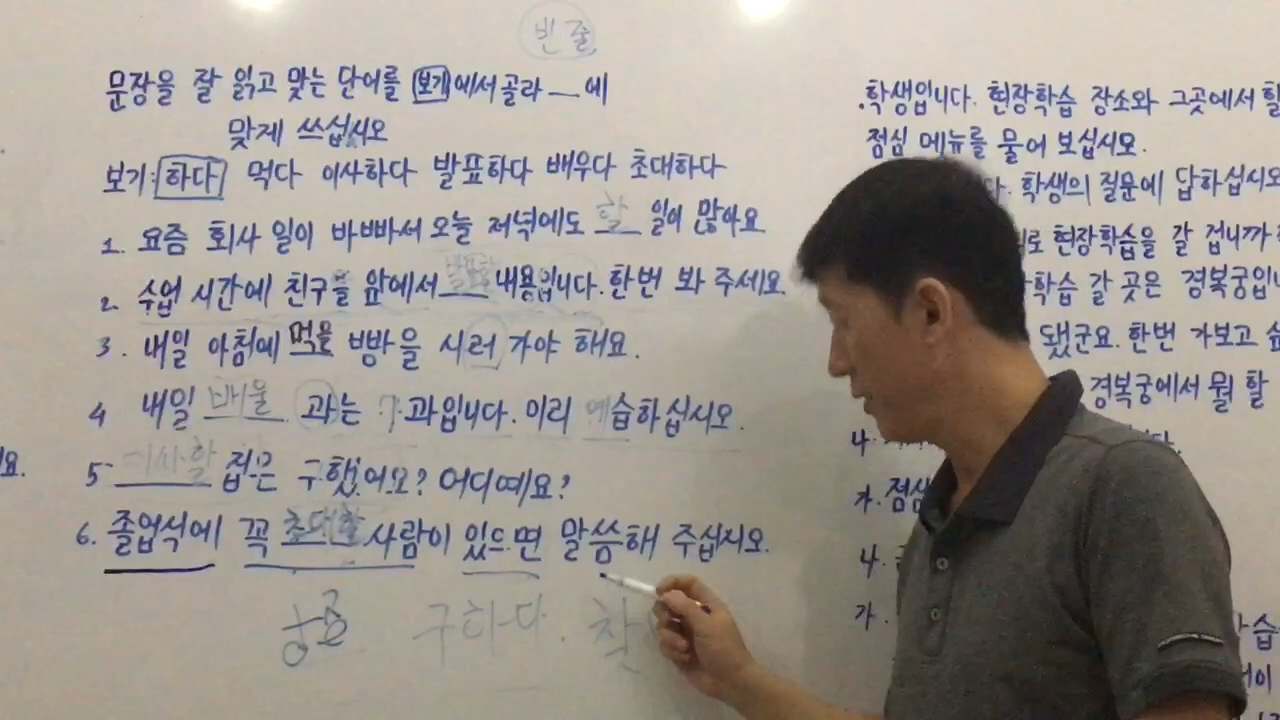 빈 줄
문장을 잘 읽고 맞는 단어를 보기에서 골라 __에
맞게 쓰십시오
보기: 하다 먹다 이사하다 발표하다 배우다 초대하다
1. 요즘 회사 일이 바빠서 오늘 저녁에도 할 일이 많아요
2. 수업 시간에 친구들 앞에서 발표할 내용입니다. 한번 봐 주세요.
3. 내일 아침에 먹을 빵을 사러 가야 해요.
4 내일 배울 과는 7과입니다. 미리 예습하십시오.
5 이사할 집은 구했어요? 어디예요?
6. 졸업식에 꼭 초대할 사람이 있으면 말씀해 주십시오.
구하다.
요.
학생입니다. 현장학습 장소와 그곳에서 할
점심 메뉴를 물어 보십시오.
다. 학생의 질문에 답하십시오
로 현장학습을 갈 겁니까
학습 갈 곳은 경복궁입니
됐군요. 한번 가보고 싶
경복궁에서 뭘 할
나.
가. 점심
나.
가.